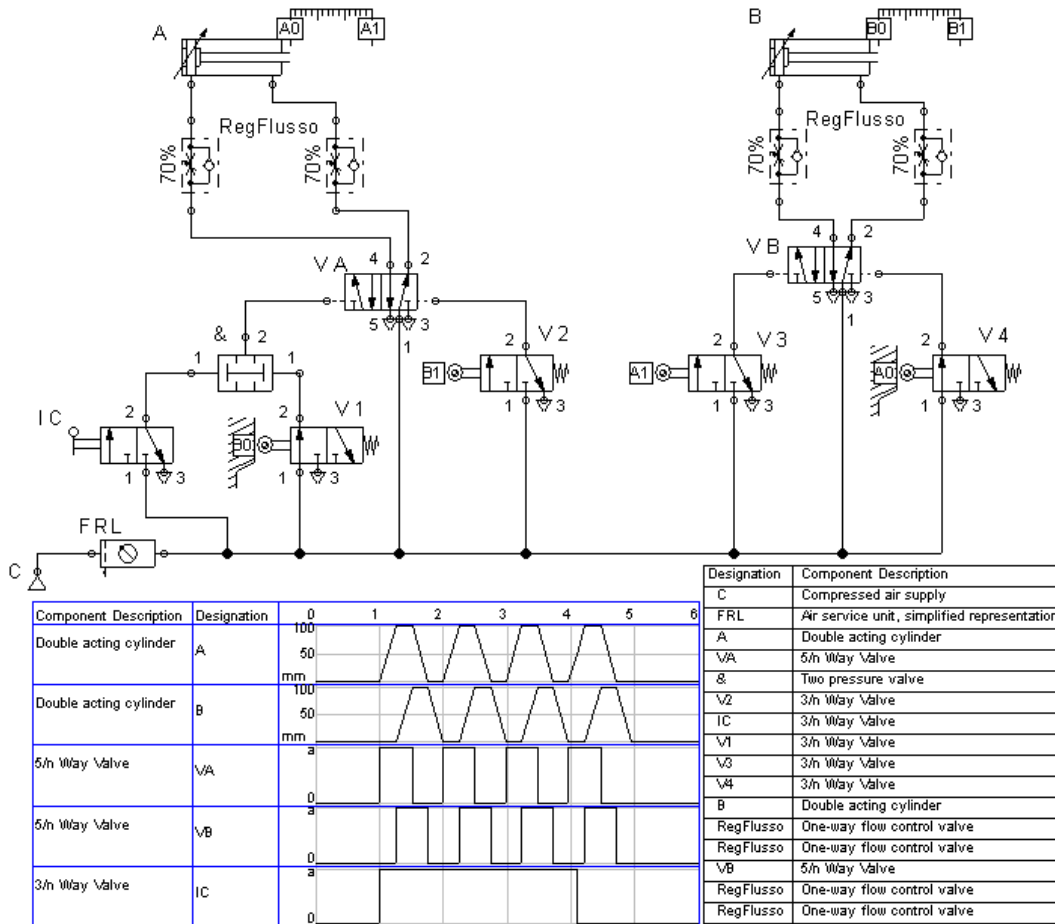 A A0 A1 B B0 B1
RegFlusso RegFlusso
70% 70% 70% 70%
4 2
V B
4 2
V A
5 3
1
5 3
1
& 2
1 1
2 V 2
B1
1 3
2 V 3
A1
1 3
2 V 4
A0
1 3
I C 2
1 3
2 V 1
B0
1 3
FRL
C
Component Description Designation 0 1 2 3 4 5 6
Double acting cylinder A 100 50 mm
Double acting cylinder B 100 50 mm
5/n Way Valve VA a 0
5/n Way Valve VB a 0
3/n Way Valve IC a 0
Designation Component Description
C Compressed air supply
FRL Air service unit, simplified representation
A Double acting cylinder
VA 5/n Way Valve
& Two pressure valve
V2 3/n Way Valve
IC 3/n Way Valve
V1 3/n Way Valve
V3 3/n Way Valve
V4 3/n Way Valve
B Double acting cylinder
RegFlusso One-way flow control valve
RegFlusso One-way flow control valve
VB 5/n Way Valve
RegFlusso One-way flow control valve
RegFlusso One-way flow control valve